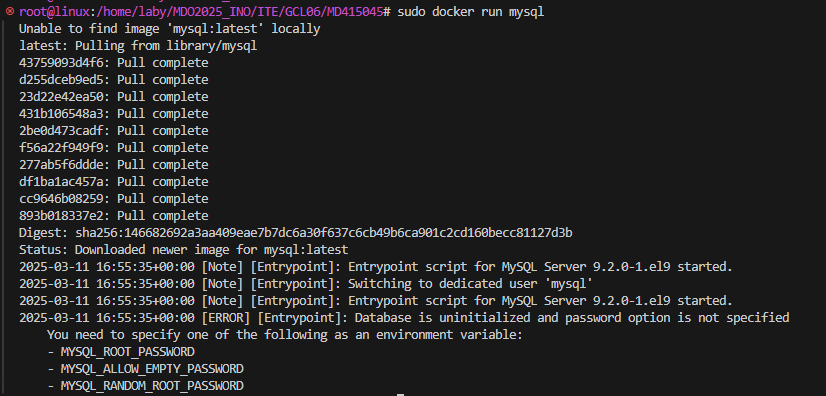 root@linux:/home/laby/MDO2025_INO/ITE/GCL06/MD415045# sudo docker run mysql
Unable to find image 'mysql:latest' locally
latest: Pulling from library/mysql
43759093d4f6: Pull complete
d255dceb9ed5: Pull complete
23d22e42ea50: Pull complete
431b106548a3: Pull complete
2be0d473cadf: Pull complete
f56a22f949f9: Pull complete
277ab5f6ddde: Pull complete
df1ba1ac457a: Pull complete
cc9646b08259: Pull complete
893b018337e2: Pull complete
Digest: sha256:146682692a3aa409eae7b7dc6a30f637c6cb49b6ca901c2cd160becc81127d3b
Status: Downloaded newer image for mysql:latest
2025-03-11 16:55:35+00:00 [Note] [Entrypoint]: Entrypoint script for MySQL Server 9.2.0-1.el9 started.
2025-03-11 16:55:35+00:00 [Note] [Entrypoint]: Switching to dedicated user 'mysql'
2025-03-11 16:55:35+00:00 [Note] [Entrypoint]: Entrypoint script for MySQL Server 9.2.0-1.el9 started.
2025-03-11 16:55:35+00:00 [ERROR] [Entrypoint]: Database is uninitialized and password option is not specified
    You need to specify one of the following as an environment variable:
    - MYSQL_ROOT_PASSWORD
    - MYSQL_ALLOW_EMPTY_PASSWORD
    - MYSQL_RANDOM_ROOT_PASSWORD